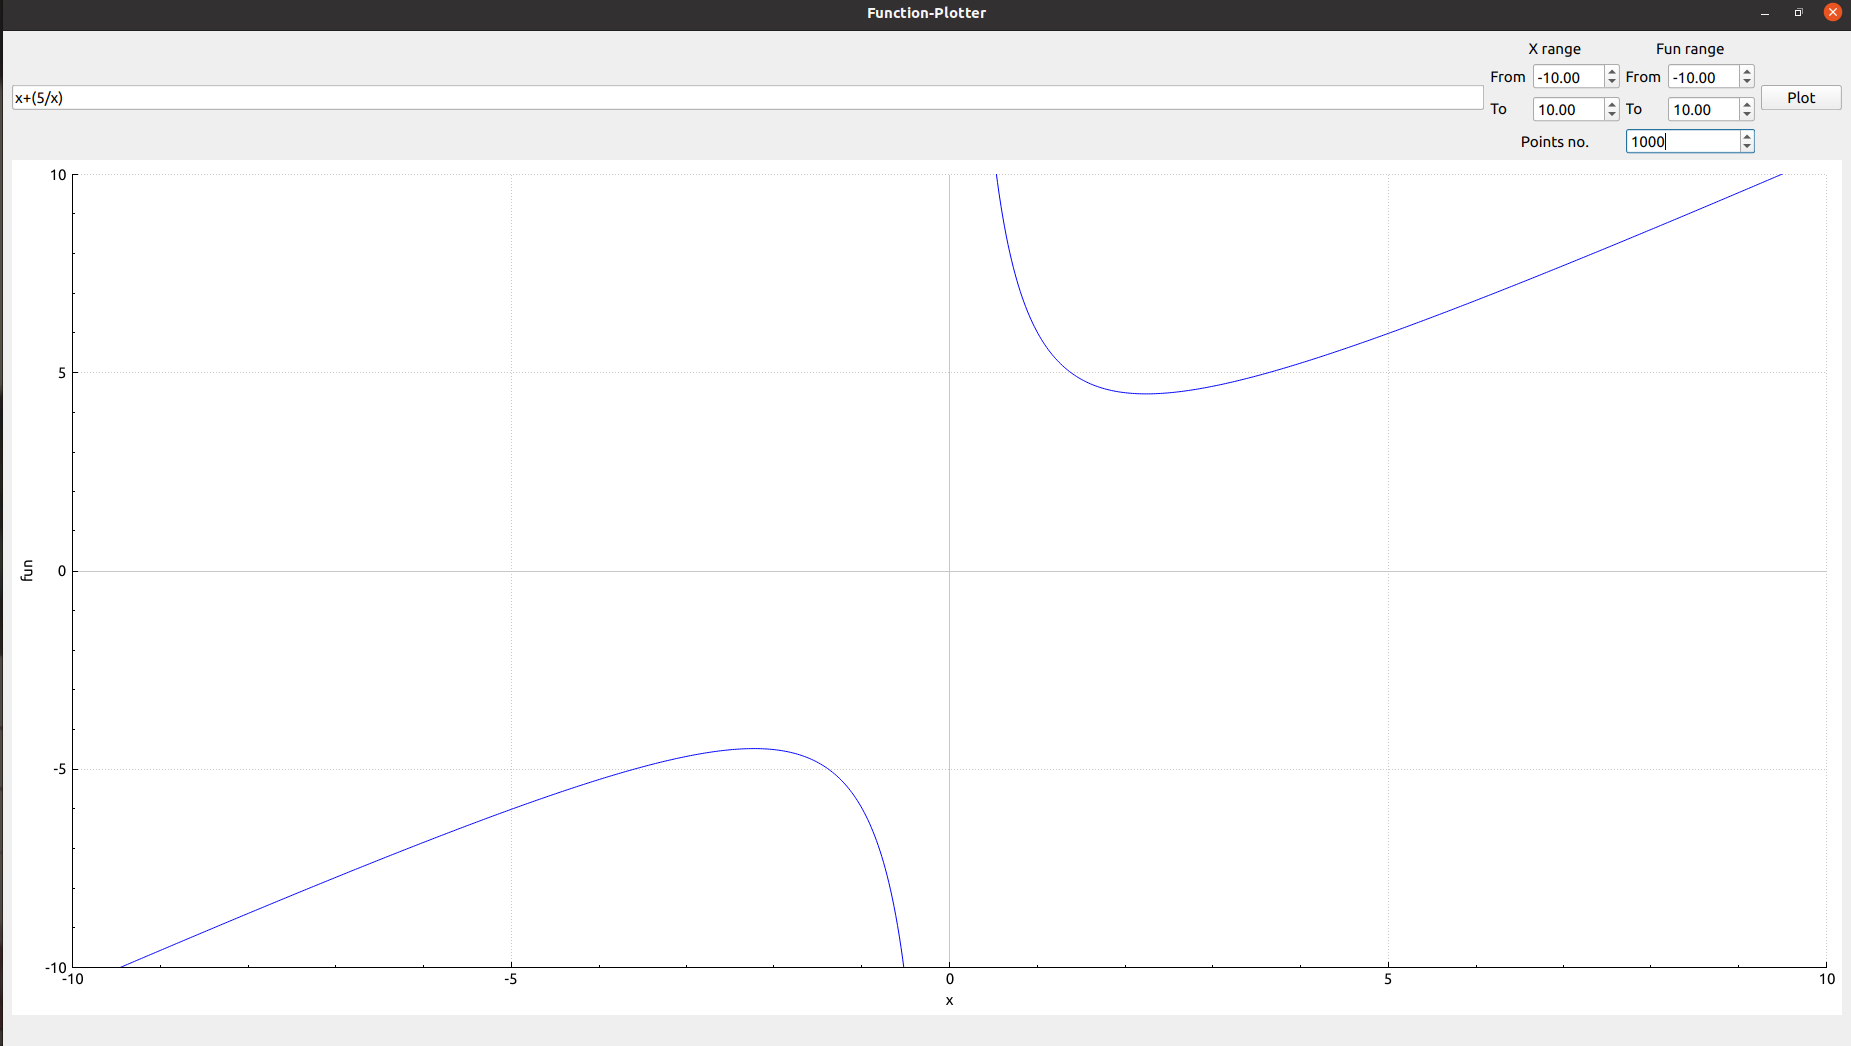 Function-Plotter
X range
Fun range
From -10.00
From -10.00
x+(5/x)
Plot
To 10.00
To 10.00
Points no. 1000
10
5
0
-5
-10
fun
-10
-5
0
5
10
x